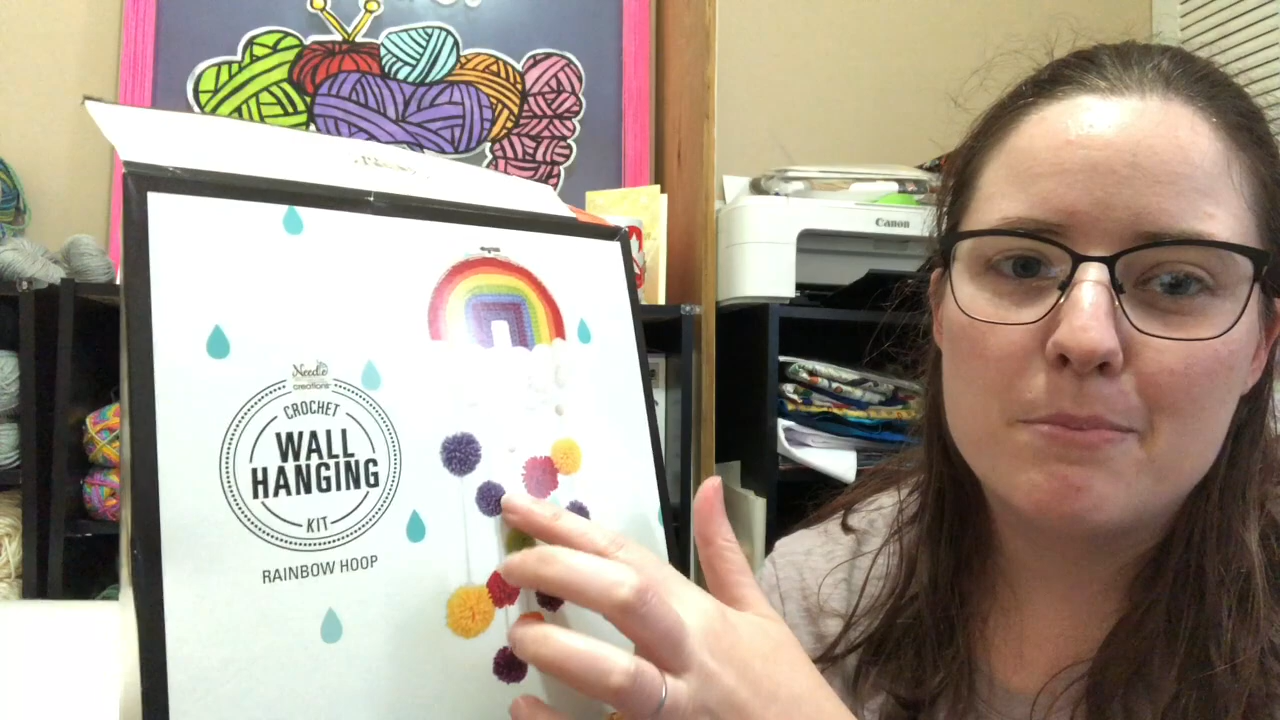 Canon
Needle
creations
CROCHET
WALL
HANGING
KIT
RAINBOW HOOP